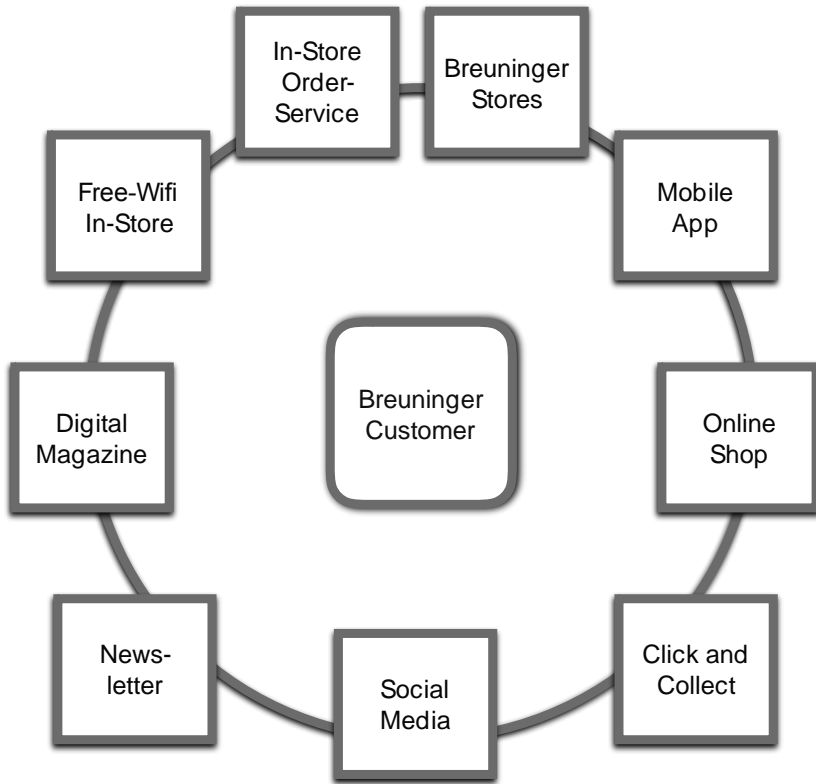 In-Store
Order-
Service
Breuninger
Stores
Free-Wifi
In-Store
Mobile
App
Breuninger
Customer
Digital
Magazine
Online
Shop
News-
letter
Social
Media
Click and
Collect